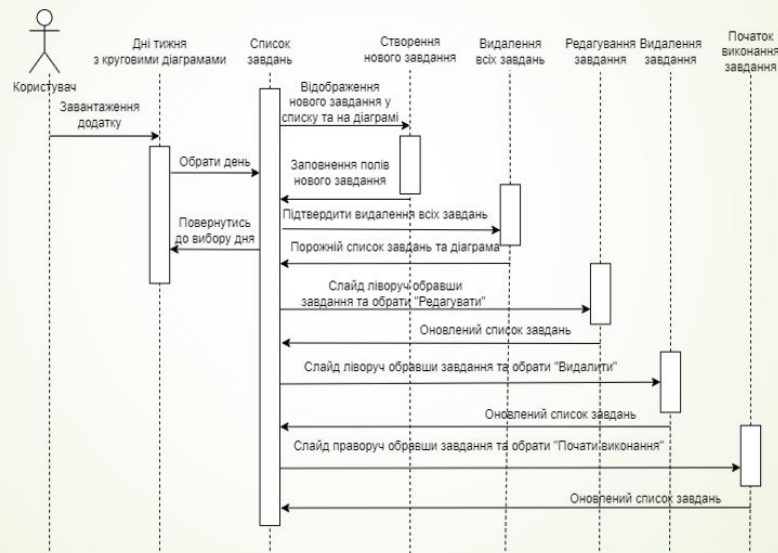 Користувач
Дні тижня
з круговими діаграмами
Список
завдань
Створення
нового завдання
Видалення
всіх завдань
Редагування
завдання
Видалення
завдання
Початок
виконання
завдання
Завантаження
додатку
Відображення
нового завдання у
списку та на діаграмі
Обрати день
Заповнення полів
нового завдання
Підтвердити видалення всіх завдань
Повернутись
до вибору дня
Порожній список завдань та діаграма
Слайд ліворуч обравши
завдання та обрати "Редагувати"
Оновлений список завдань
Слайд ліворуч обравши завдання та обрати "Видалити"
Оновлений список завдань
Слайд праворуч обравши завдання та обрати "Почати виконання"
Оновлений список завдань